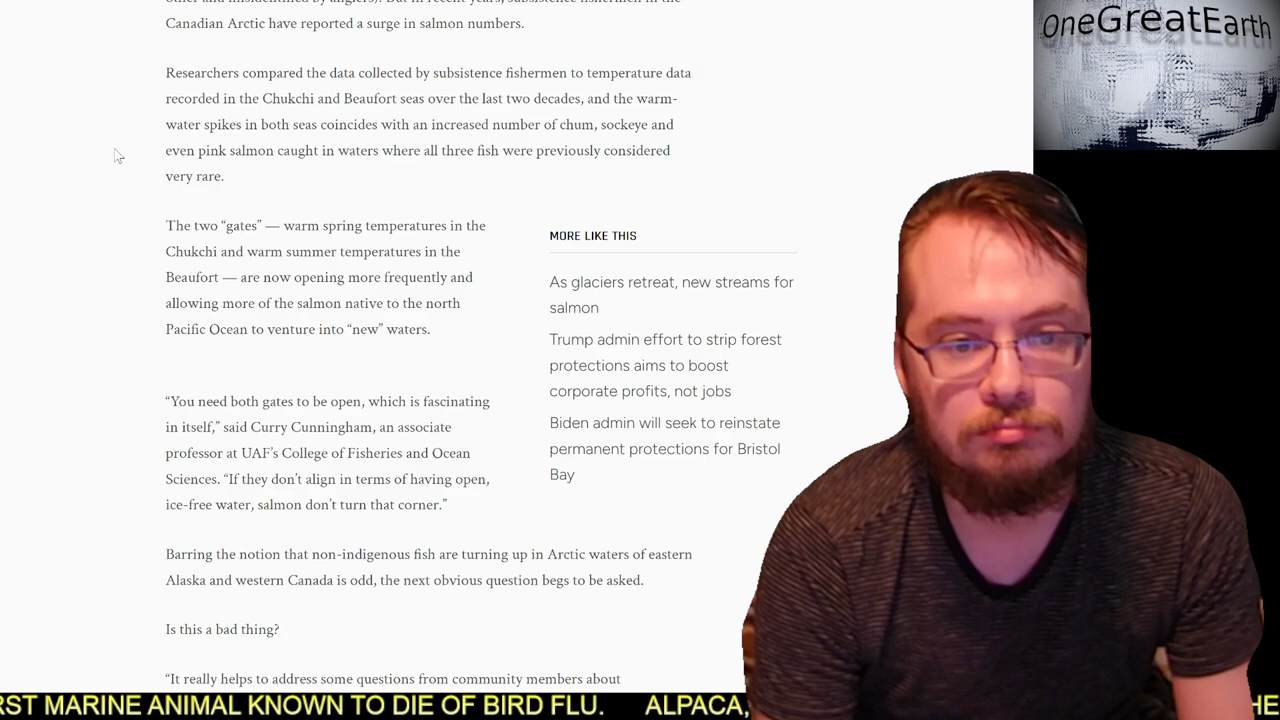 Canadian Arctic have reported a surge in salmon numbers.
Researchers compared the data collected by subsistence fishermen to temperature data
recorded in the Chukchi and Beaufort seas over the last two decades, and the warm-
water spikes in both seas coincides with an increased number of chum, sockeye and
even pink salmon caught in waters where all three fish were previously considered
very rare.
The two “gates” — warm spring temperatures in the
Chukchi and warm summer temperatures in the
Beaufort — are now opening more frequently and
allowing more of the salmon native to the north
Pacific Ocean to venture into “new” waters.
“You need both gates to be open, which is fascinating
in itself,” said Curry Cunningham, an associate
professor at UAF’s College of Fisheries and Ocean
Sciences. “If they don’t align in terms of having open,
ice-free water, salmon don’t turn that corner.”
MORE LIKE THIS
As glaciers retreat, new streams for
salmon
Trump admin effort to strip forest
protections aims to boost
corporate profits, not jobs
Biden admin will seek to reinstate
permanent protections for Bristol
Bay
Barring the notion that non-indigenous fish are turning up in Arctic waters of eastern
Alaska and western Canada is odd, the next obvious question begs to be asked.
Is this a bad thing?
“It really helps to address some questions from community members about
OneGreatEarth
RST MARINE ANIMAL KNOWN TO DIE OF BIRD FLU. ALPACA, HE